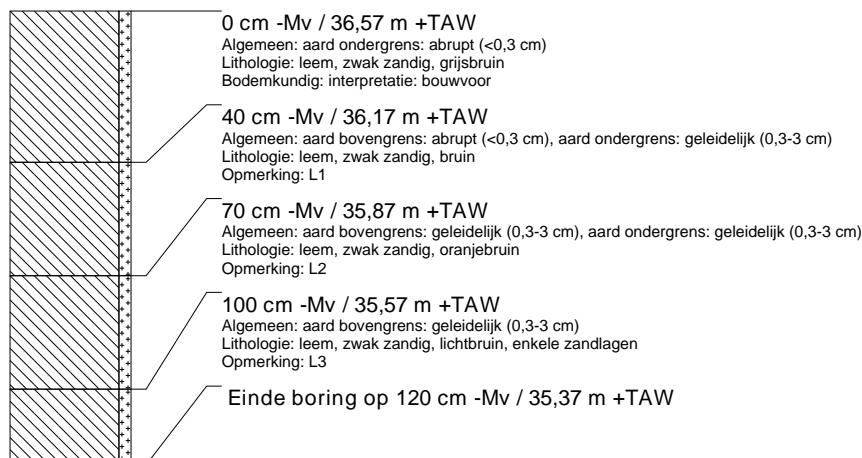 0 cm -Mv / 36,57 m +TAW
Algemeen: aard ondergrens: abrupt (<0,3 cm)
Lithologie: leem, zwak zandig, grijsbruin
Bodemkundig: interpretatie: bouwvoor
40 cm -Mv / 36,17 m +TAW
Algemeen: aard bovengrens: abrupt (<0,3 cm), aard ondergrens: geleidelijk (0,3-3 cm)
Lithologie: leem, zwak zandig, bruin
Opmerking: L1
70 cm -Mv / 35,87 m +TAW
Algemeen: aard bovengrens: geleidelijk (0,3-3 cm), aard ondergrens: geleidelijk (0,3-3 cm)
Lithologie: leem, zwak zandig, oranjebruin
Opmerking: L2
100 cm -Mv / 35,57 m +TAW
Algemeen: aard bovengrens: geleidelijk (0,3-3 cm)
Lithologie: leem, zwak zandig, lichtbruin, enkele zandlagen
Opmerking: L3
Einde boring op 120 cm -Mv / 35,37 m +TAW